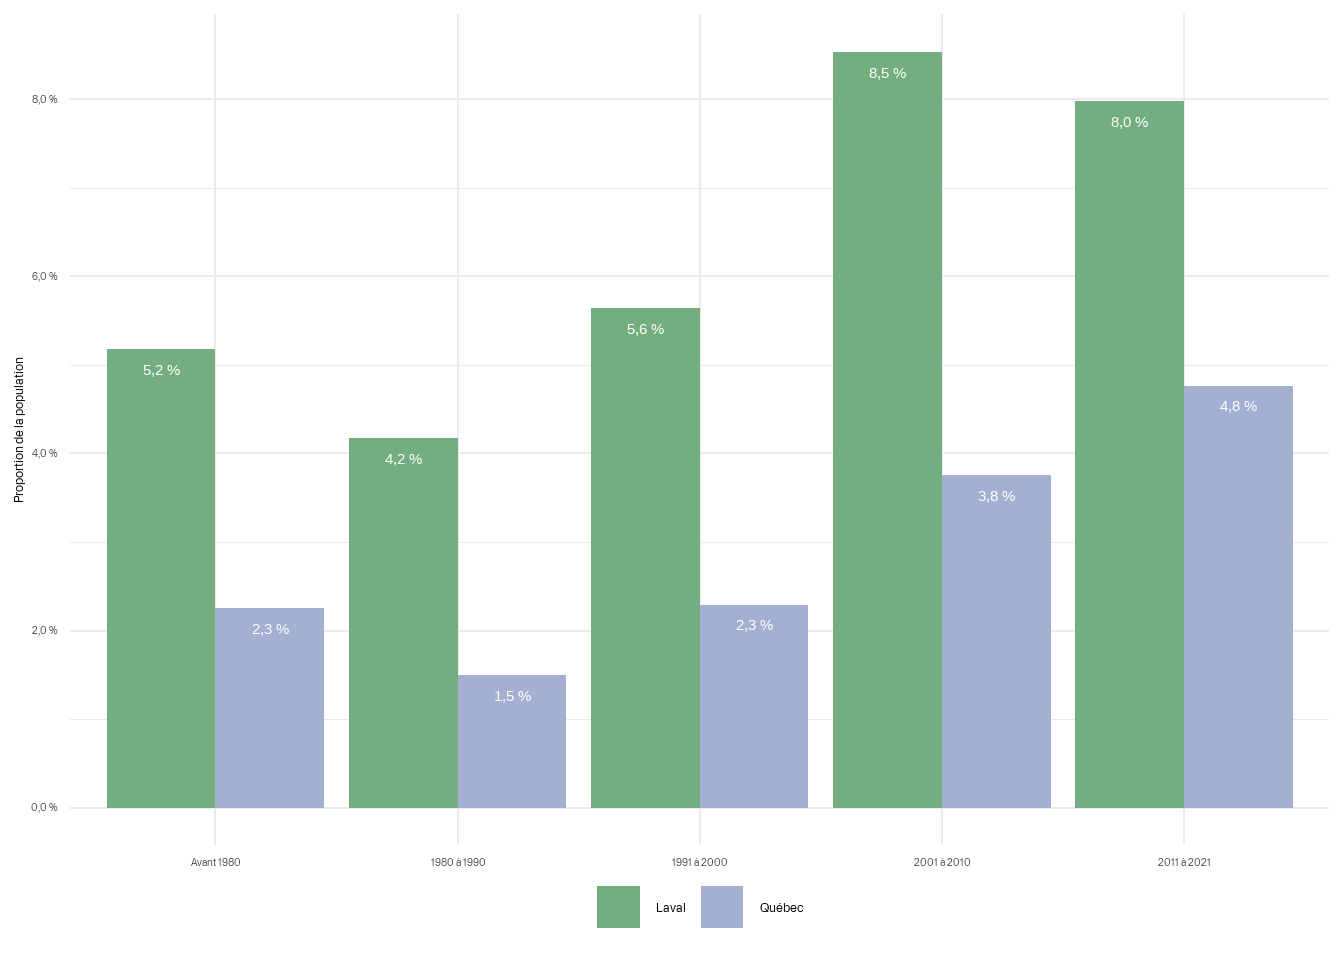 8,5 %
8,0 %
8,0 %
6,0 %
5,6 %
5,2 %
4,8 %
4,2 %
4,0 %
3,8 %
2,3 %
2,3 %
2,0 %
1,5 %
0,0 %
Proportion de la population
Avant 1980
1980 à 1990
1991 à 2000
2001 à 2010
2011 à 2021
Laval
Québec